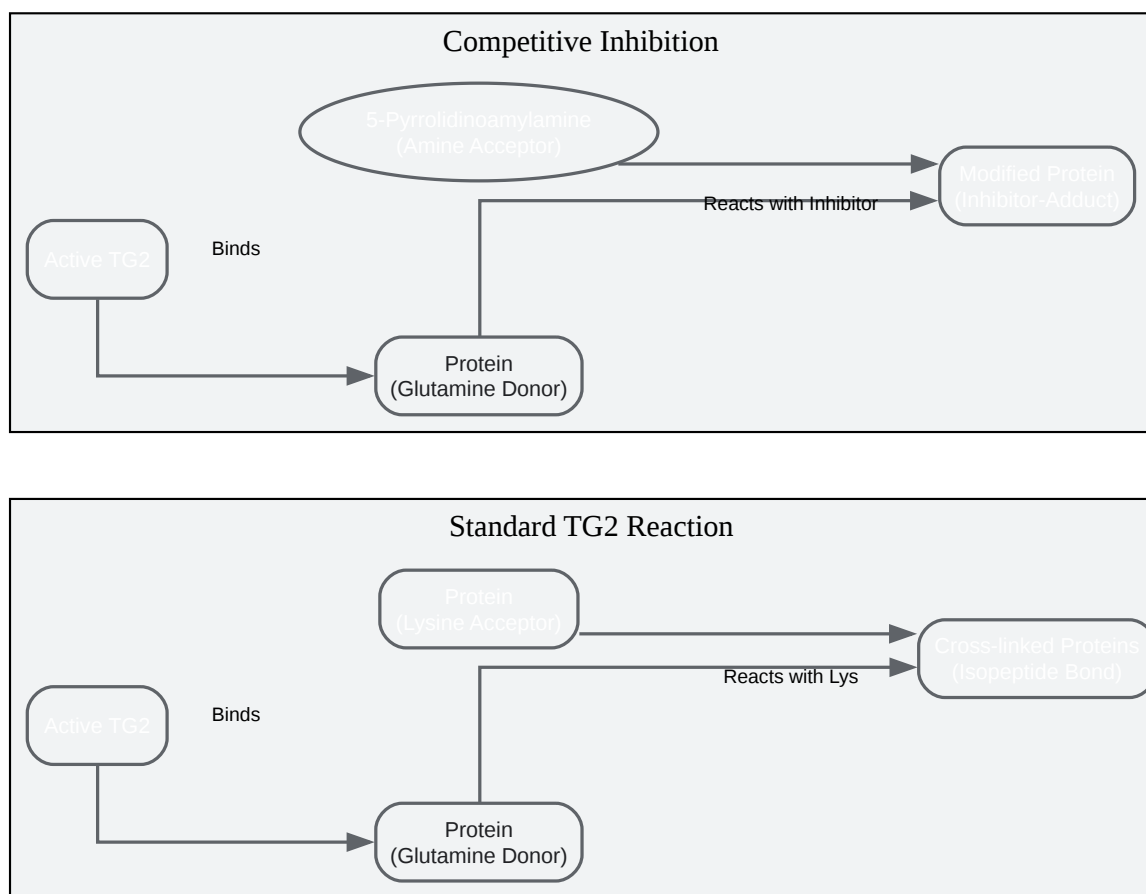 Competitive Inhibition
5-Pyrrolidinoamylamine
(Amine Acceptor)
Modified Protein
(Inhibitor-Adduct)
Reacts with Inhibitor
Active TG2
Binds
Protein
(Glutamine Donor)
Standard TG2 Reaction
Protein
(Lysine Acceptor)
Cross-linked Proteins
(Isopeptide Bond)
Reacts with Lys
Active TG2
Binds
Protein
(Glutamine Donor)